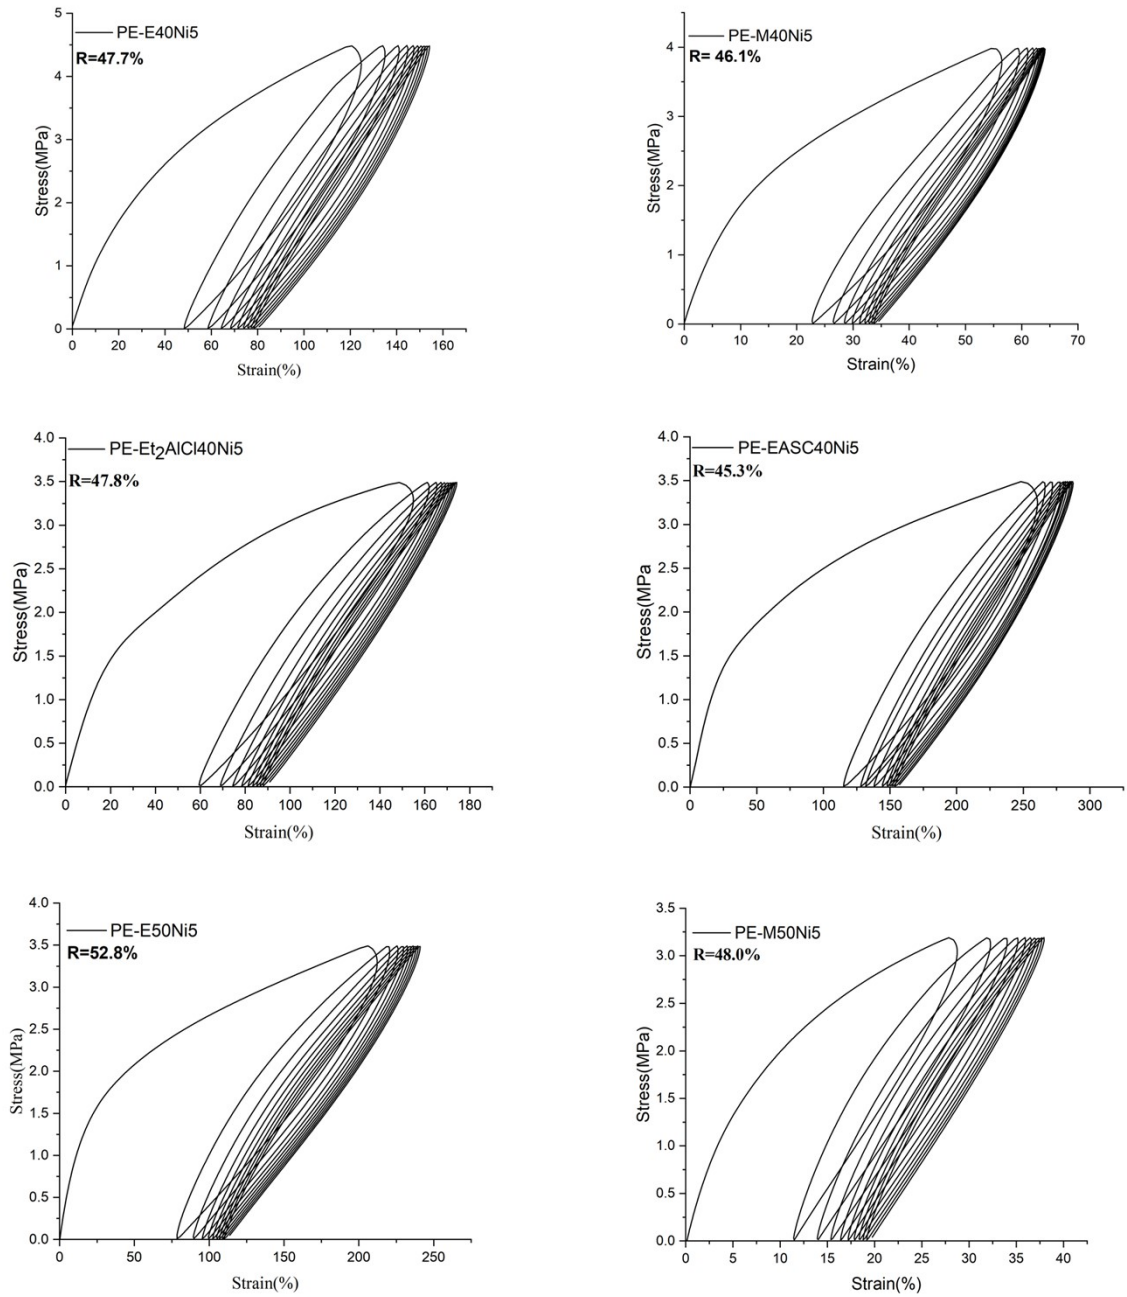 PE-E40Ni5
R=47.7%
5
4
3
2
1
0
Stress(MPa)
0 20 40 60 80 100 120 140 160
Strain(%)
PE-M40Ni5
R= 46.1%
4
3
2
1
0
Stress(MPa)
0 10 20 30 40 50 60 70
Strain(%)
PE-Et2AlCl40Ni5
R=47.8%
4.0
3.5
3.0
2.5
2.0
1.5
1.0
0.5
0.0
Stress(MPa)
0 20 40 60 80 100 120 140 160 180
Strain(%)
PE-EASC40Ni5
R=45.3%
4.0
3.5
3.0
2.5
2.0
1.5
1.0
0.5
0.0
Stress(MPa
0 50 100 150 200 250 300
Strain(%)
PE-E50Ni5
R=52.8%
4.0
3.5
3.0
2.5
2.0
1.5
1.0
0.5
0.0
Stress(MPa)
0 50 100 150 200 250
Strain(%)
PE-M50Ni5
R=48.0%
3.5
3.0
2.5
2.0
1.5
1.0
0.5
0.0
Stress(MPa)
0 5 10 15 20 25 30 35 40
Strain(%)